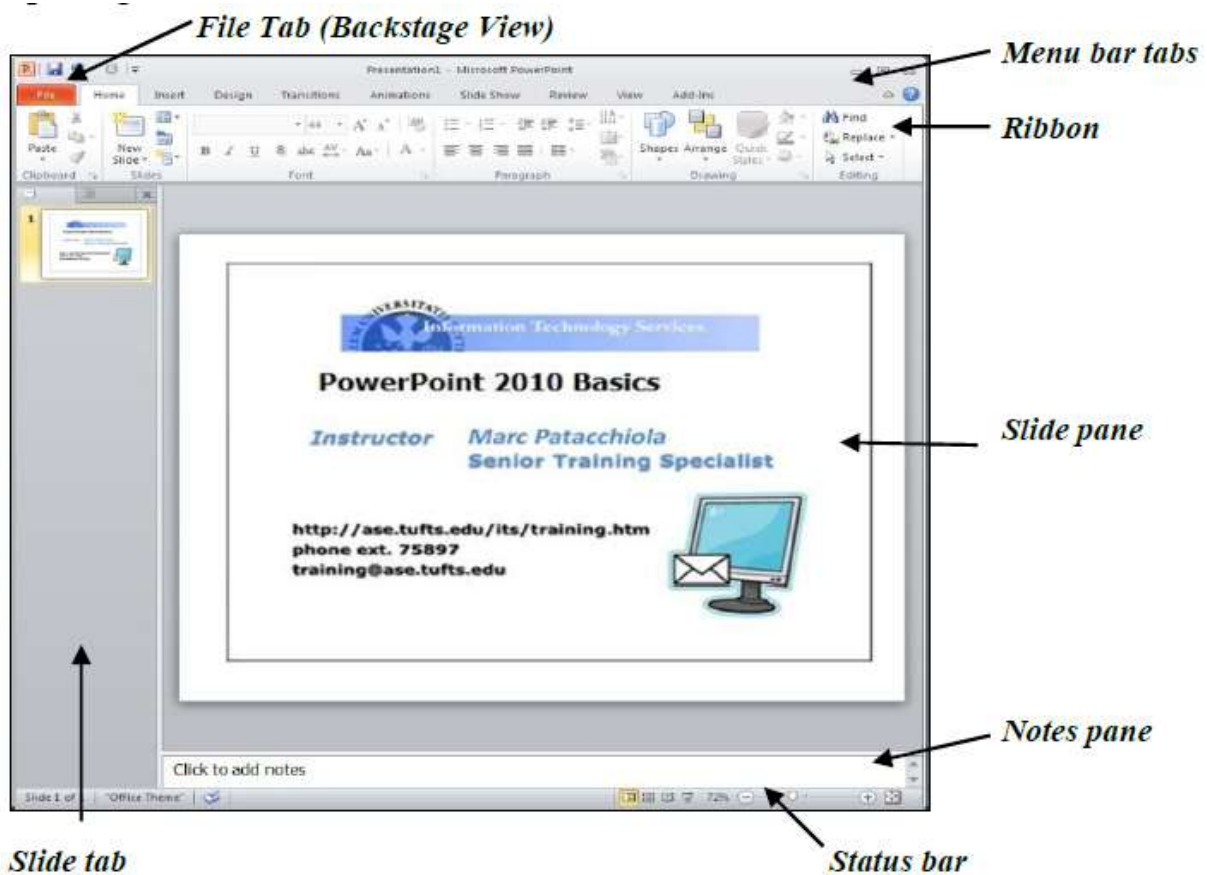 File Tab (Backstage View)
Menu bar tabs
Presentation1 - Microsoft PowerPoint
File Home Insert Design Transitions Animations Slide Show Review View Add-Ins
Ribbon
Paste
New Slide
Shapes Arrange Quick Styles
Find
Replace
Select
Clipboard Slides Font Paragraph Drawing Editing
1
Information Technology Services
PowerPoint 2010 Basics
Instructor Marc Patacchiola
Senior Training Specialist
Slide pane
http://ase.tufts.edu/its/training.htm
phone ext. 75897
training@ase.tufts.edu
Notes pane
Click to add notes
Slide 1 of "Office Theme" 72%
Slide tab
Status bar